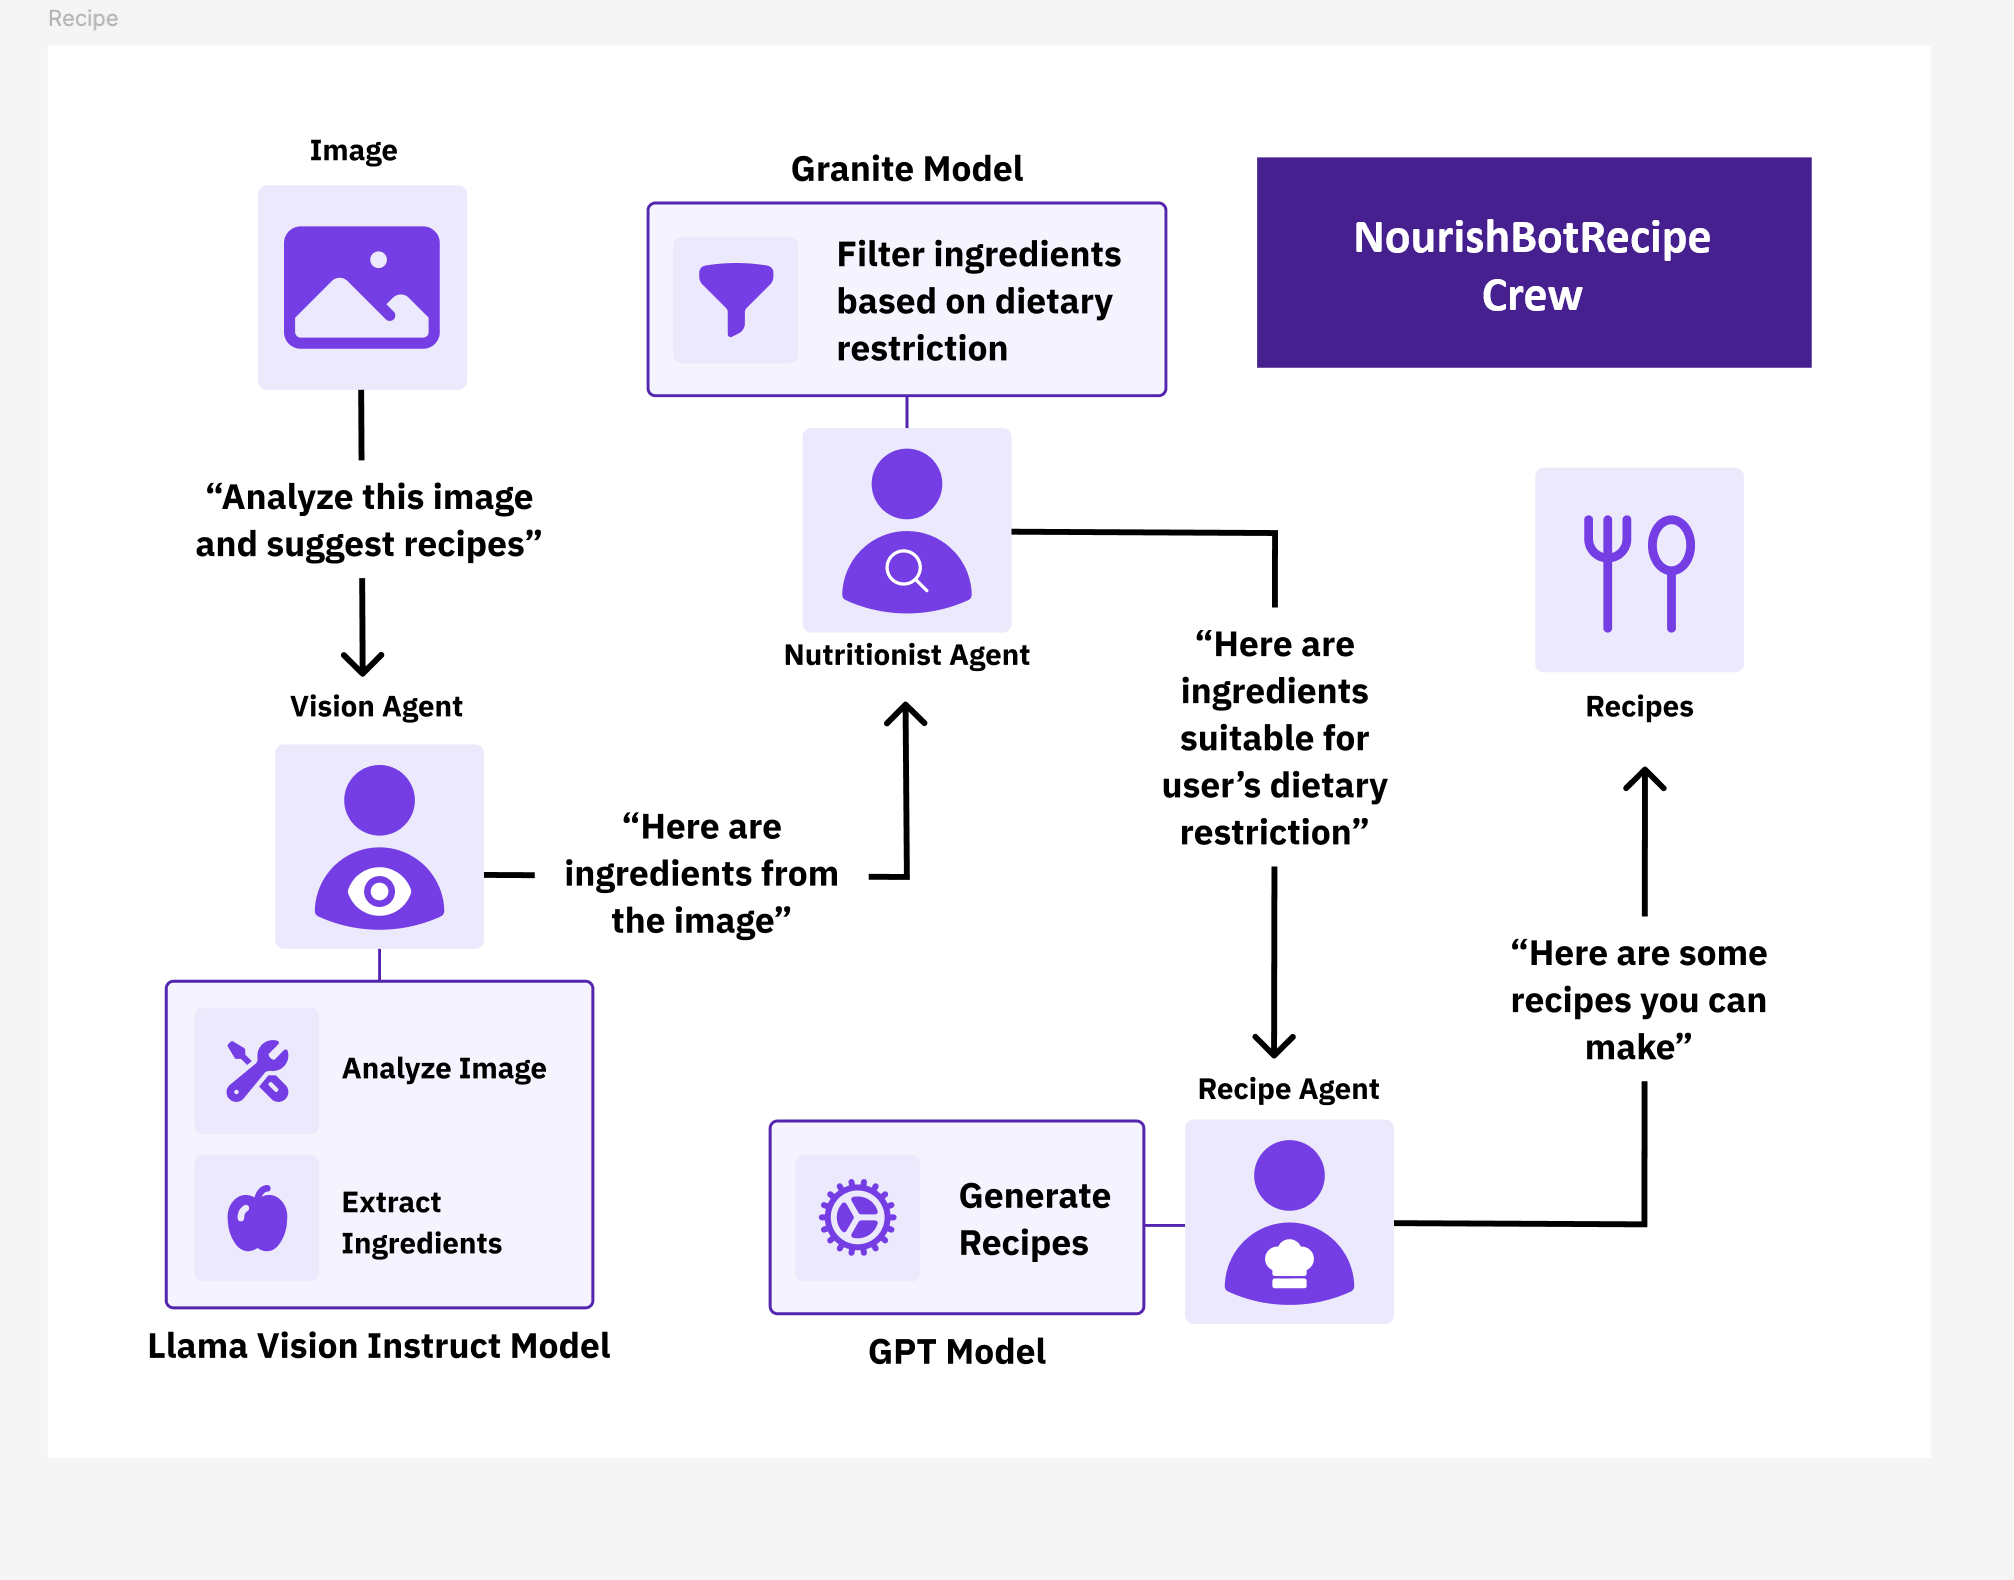 Recipe
Image
“Analyze this image
and suggest recipes”
Vision Agent
Analyze Image
Extract
Ingredients
Llama Vision Instruct Model
“Here are
ingredients from
the image”
Granite Model
Filter ingredients
based on dietary
restriction
Nutritionist Agent
“Here are
ingredients
suitable for
user’s dietary
restriction”
Recipe Agent
Generate
Recipes
GPT Model
“Here are some
recipes you can
make”
Recipes
NourishBotRecipe
Crew